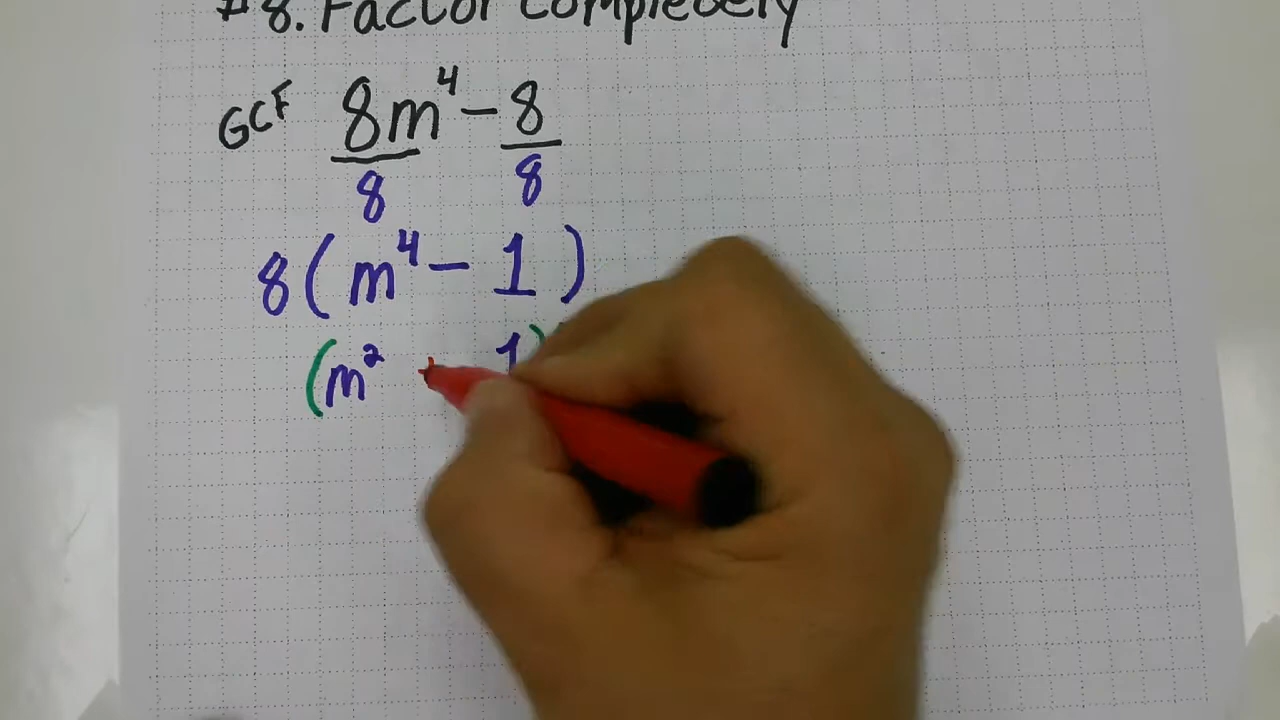 #8. Factor Completely
GCF 8m⁴ - 8
8 8
8(m⁴ - 1)
(m² 1)